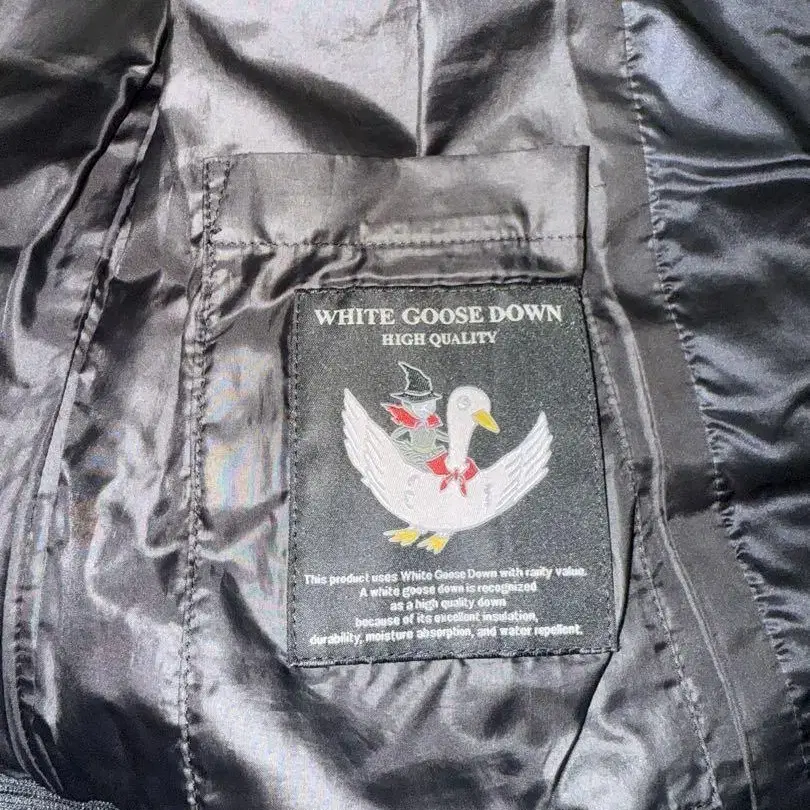 WHITE GOOSE DOWN
HIGH QUALITY
This product uses White Goose Down with rarity value.
A white goose down is recognized
as a high quality down
because of its excellent insulation,
durability, moisture absorption, and water repellent.